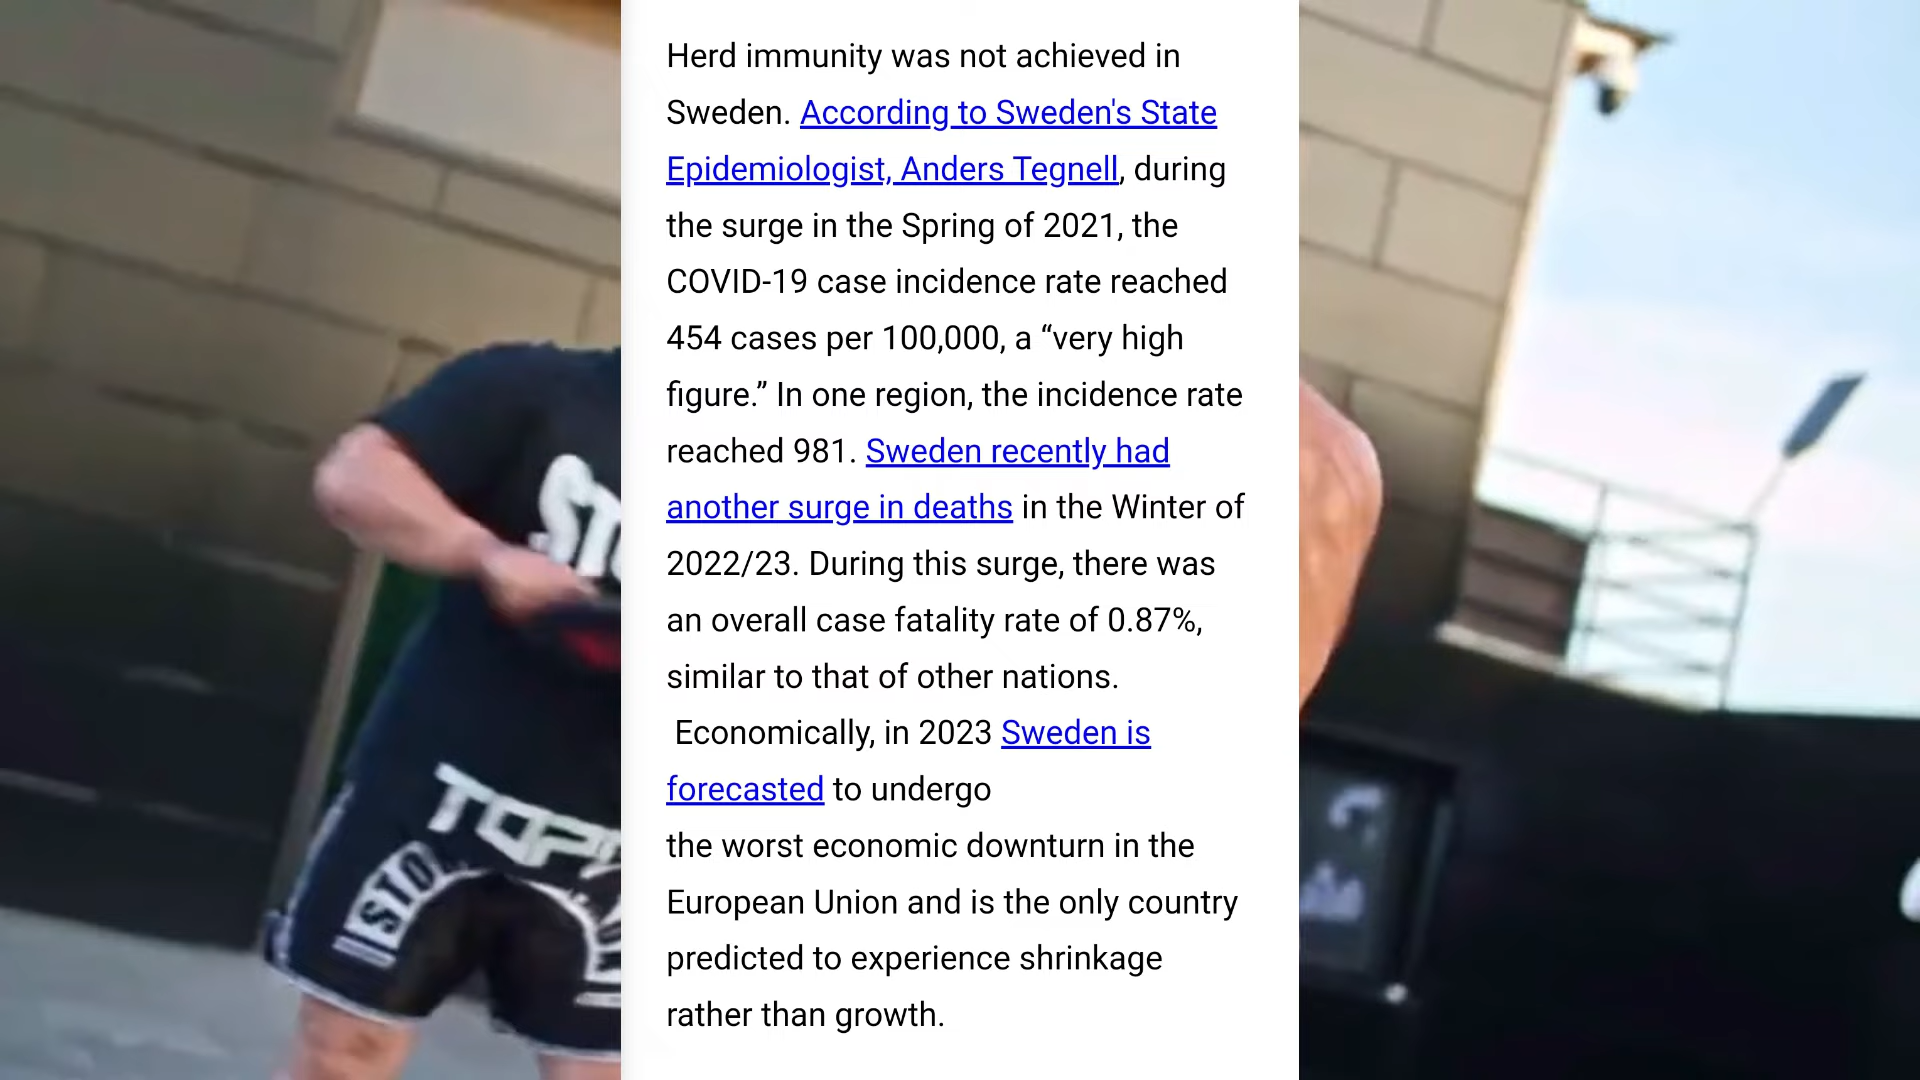 Herd immunity was not achieved in
Sweden. According to Sweden's State
Epidemiologist, Anders Tegnell, during
the surge in the Spring of 2021, the
COVID-19 case incidence rate reached
454 cases per 100,000, a “very high
figure.” In one region, the incidence rate
reached 981. Sweden recently had
another surge in deaths in the Winter of
2022/23. During this surge, there was
an overall case fatality rate of 0.87%,
similar to that of other nations.
Economically, in 2023 Sweden is
forecasted to undergo
the worst economic downturn in the
European Union and is the only country
predicted to experience shrinkage
rather than growth.